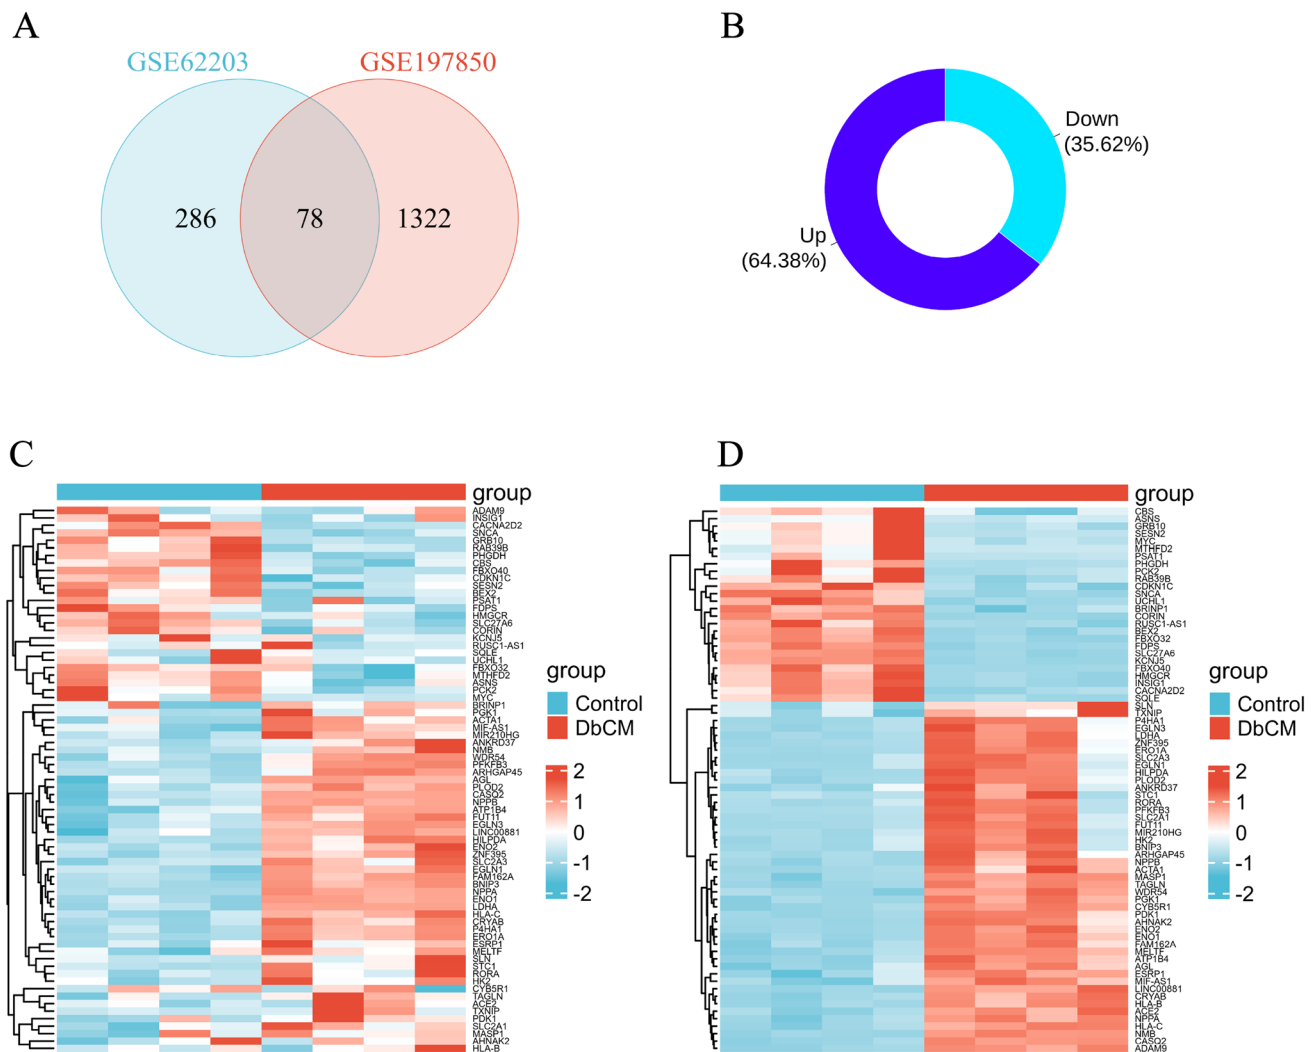 A
GSE62203
GSE197850
286
78
1322
B
Down
(35.62%)
Up
(64.38%)
C
group
ADAM9
INSIG1
CACNA2D2
SNCA
GRB10
RAB39B
PHGDH
CBS
FBXO40
CDKN1C
SESN2
BEX2
PSAT1
FDPS
HMGCR
SLC27A6
CORIN
KCNJ5
RUSC1-AS1
SQLE
UCHL1
FBXO32
MTHFD2
ASNS
PCK2
MYC
BRINP1
PGK1
ACTA1
MIF-AS1
MIR210HG
ANKRD37
NMB
WDR54
PFKFB3
ARHGAP45
AGL
PLOD2
CASQ2
NPPB
ATP1B4
FUT11
EGLN3
LINC00881
HILPDA
ENO2
ZNF395
SLC2A3
EGLN1
FAM162A
BNIP3
NPPA
ENO1
LDHA
HLA-C
CRYAB
P4HA1
ERO1A
ESRP1
MELTF
SLN
STC1
RORA
HK2
CYB5R1
TAGLN
ACE2
TXNIP
PDK1
SLC2A1
MASP1
AHNAK2
HLA-B
group
Control
DbCM
2
1
0
-1
-2
D
group
CBS
ASNS
GRB10
SESN2
MYC
MTHFD2
PSAT1
PHGDH
PCK2
RAB39B
CDKN1C
SNCA
UCHL1
BRINP1
CORIN
RUSC1-AS1
BEX2
FBXO32
FDPS
SLC27A6
KCNJ5
FBXO40
HMGCR
INSIG1
CACNA2D2
SQLE
SLN
TXNIP
P4HA1
EGLN3
LDHA
ZNF395
ERO1A
SLC2A3
EGLN1
HILPDA
PLOD2
ANKRD37
STC1
RORA
PFKFB3
SLC2A1
FUT11
MIR210HG
HK2
BNIP3
ARHGAP45
NPPB
ACTA1
MASP1
TAGLN
WDR54
PGK1
CYB5R1
PDK1
AHNAK2
ENO2
ENO1
FAM162A
MELTF
ATP1B4
AGL
ESRP1
MIF-AS1
LINC00881
CRYAB
HLA-B
ACE2
NPPA
HLA-C
NMB
CASQ2
ADAM9
group
Control
DbCM
2
1
0
-1
-2